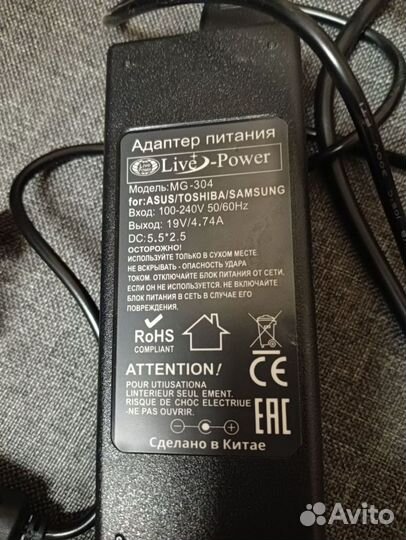 Адаптер питания
Live-Power
Модель:MG-304
for:ASUS/TOSHIBA/SAMSUNG
Вход: 100-240V 50/60Hz
Выход: 19V/4.74A
DC:5.5*2.5
ОСТОРОЖНО!
ИСПОЛЬЗУЙТЕ ТОЛЬКО В СУХОМ МЕСТЕ.
НЕ ВСКРЫВАТЬ - ОПАСНОСТЬ УДАРА
ТОКОМ. ОТКЛЮЧАЙТЕ БЛОК ПИТАНИЯ ОТ СЕТИ.
ЕСЛИ ОН НЕ ИСПОЛЬЗУЕТСЯ. НЕ ВКЛЮЧАЙТЕ
БЛОК ПИТАНИЯ В СЕТЬ В СЛУЧАЕ ЕГО
ПОВРЕЖДЕНИЯ.
RoHS
COMPLIANT
ATTENTION!
POUR UTIUSATIONA
LINTERIEUR SEUL EMENT.
RISQUE DE CHOC ELECTRIQUE
-NE PAS OUVRIR.
CE
EAC
Сделано в Китае
Avito